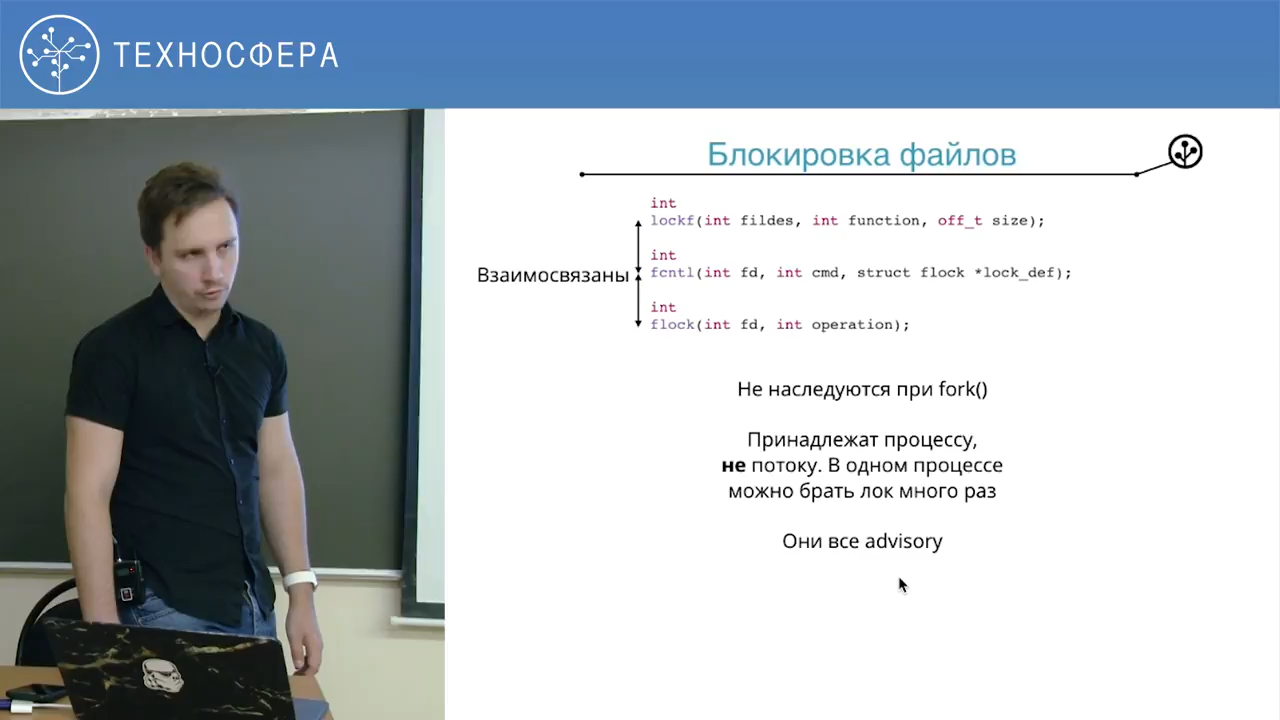 ТЕХНОСФЕРА
Блокировка файлов
int
lockf(int fildes, int function, off_t size);
int
Взаимосвязаны
fcntl(int fd, int cmd, struct flock *lock_def);
int
flock(int fd, int operation);
Не наследуются при fork()
Принадлежат процессу,
не потоку. В одном процессе
можно брать лок много раз
Они все advisory